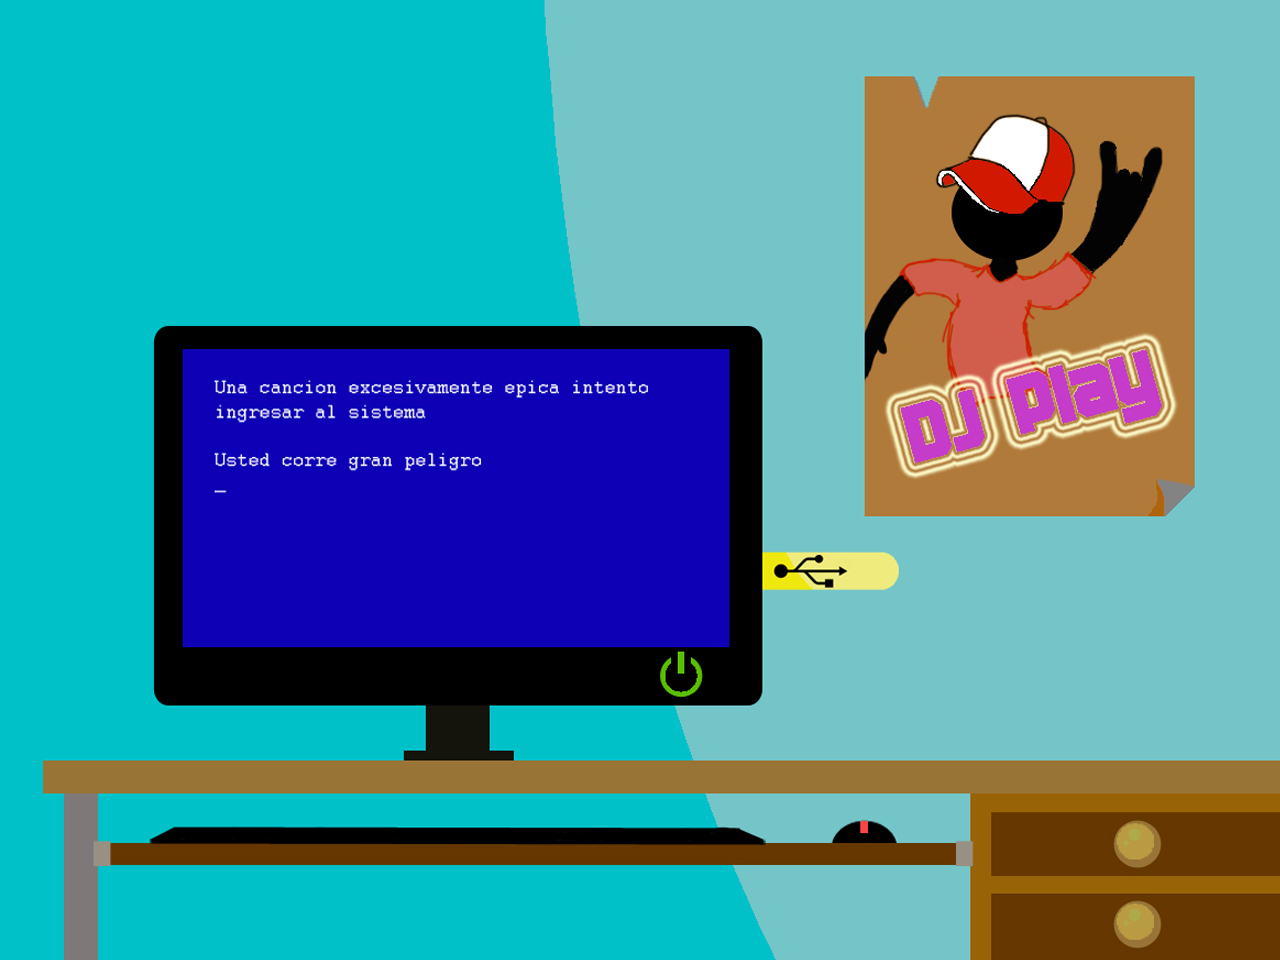 Una cancion excesivamente epica intento
ingresar al sistema
Usted corre gran peligro
_
DJ Play